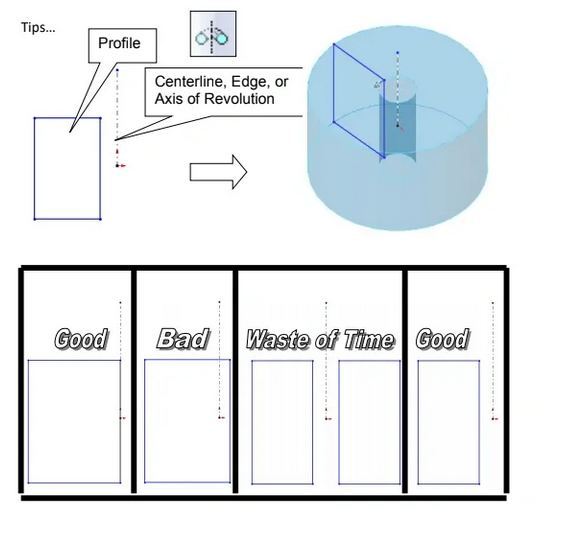 Tips...
Profile
Centerline, Edge, or
Axis of Revolution
Good
Bad
Waste of Time
Good